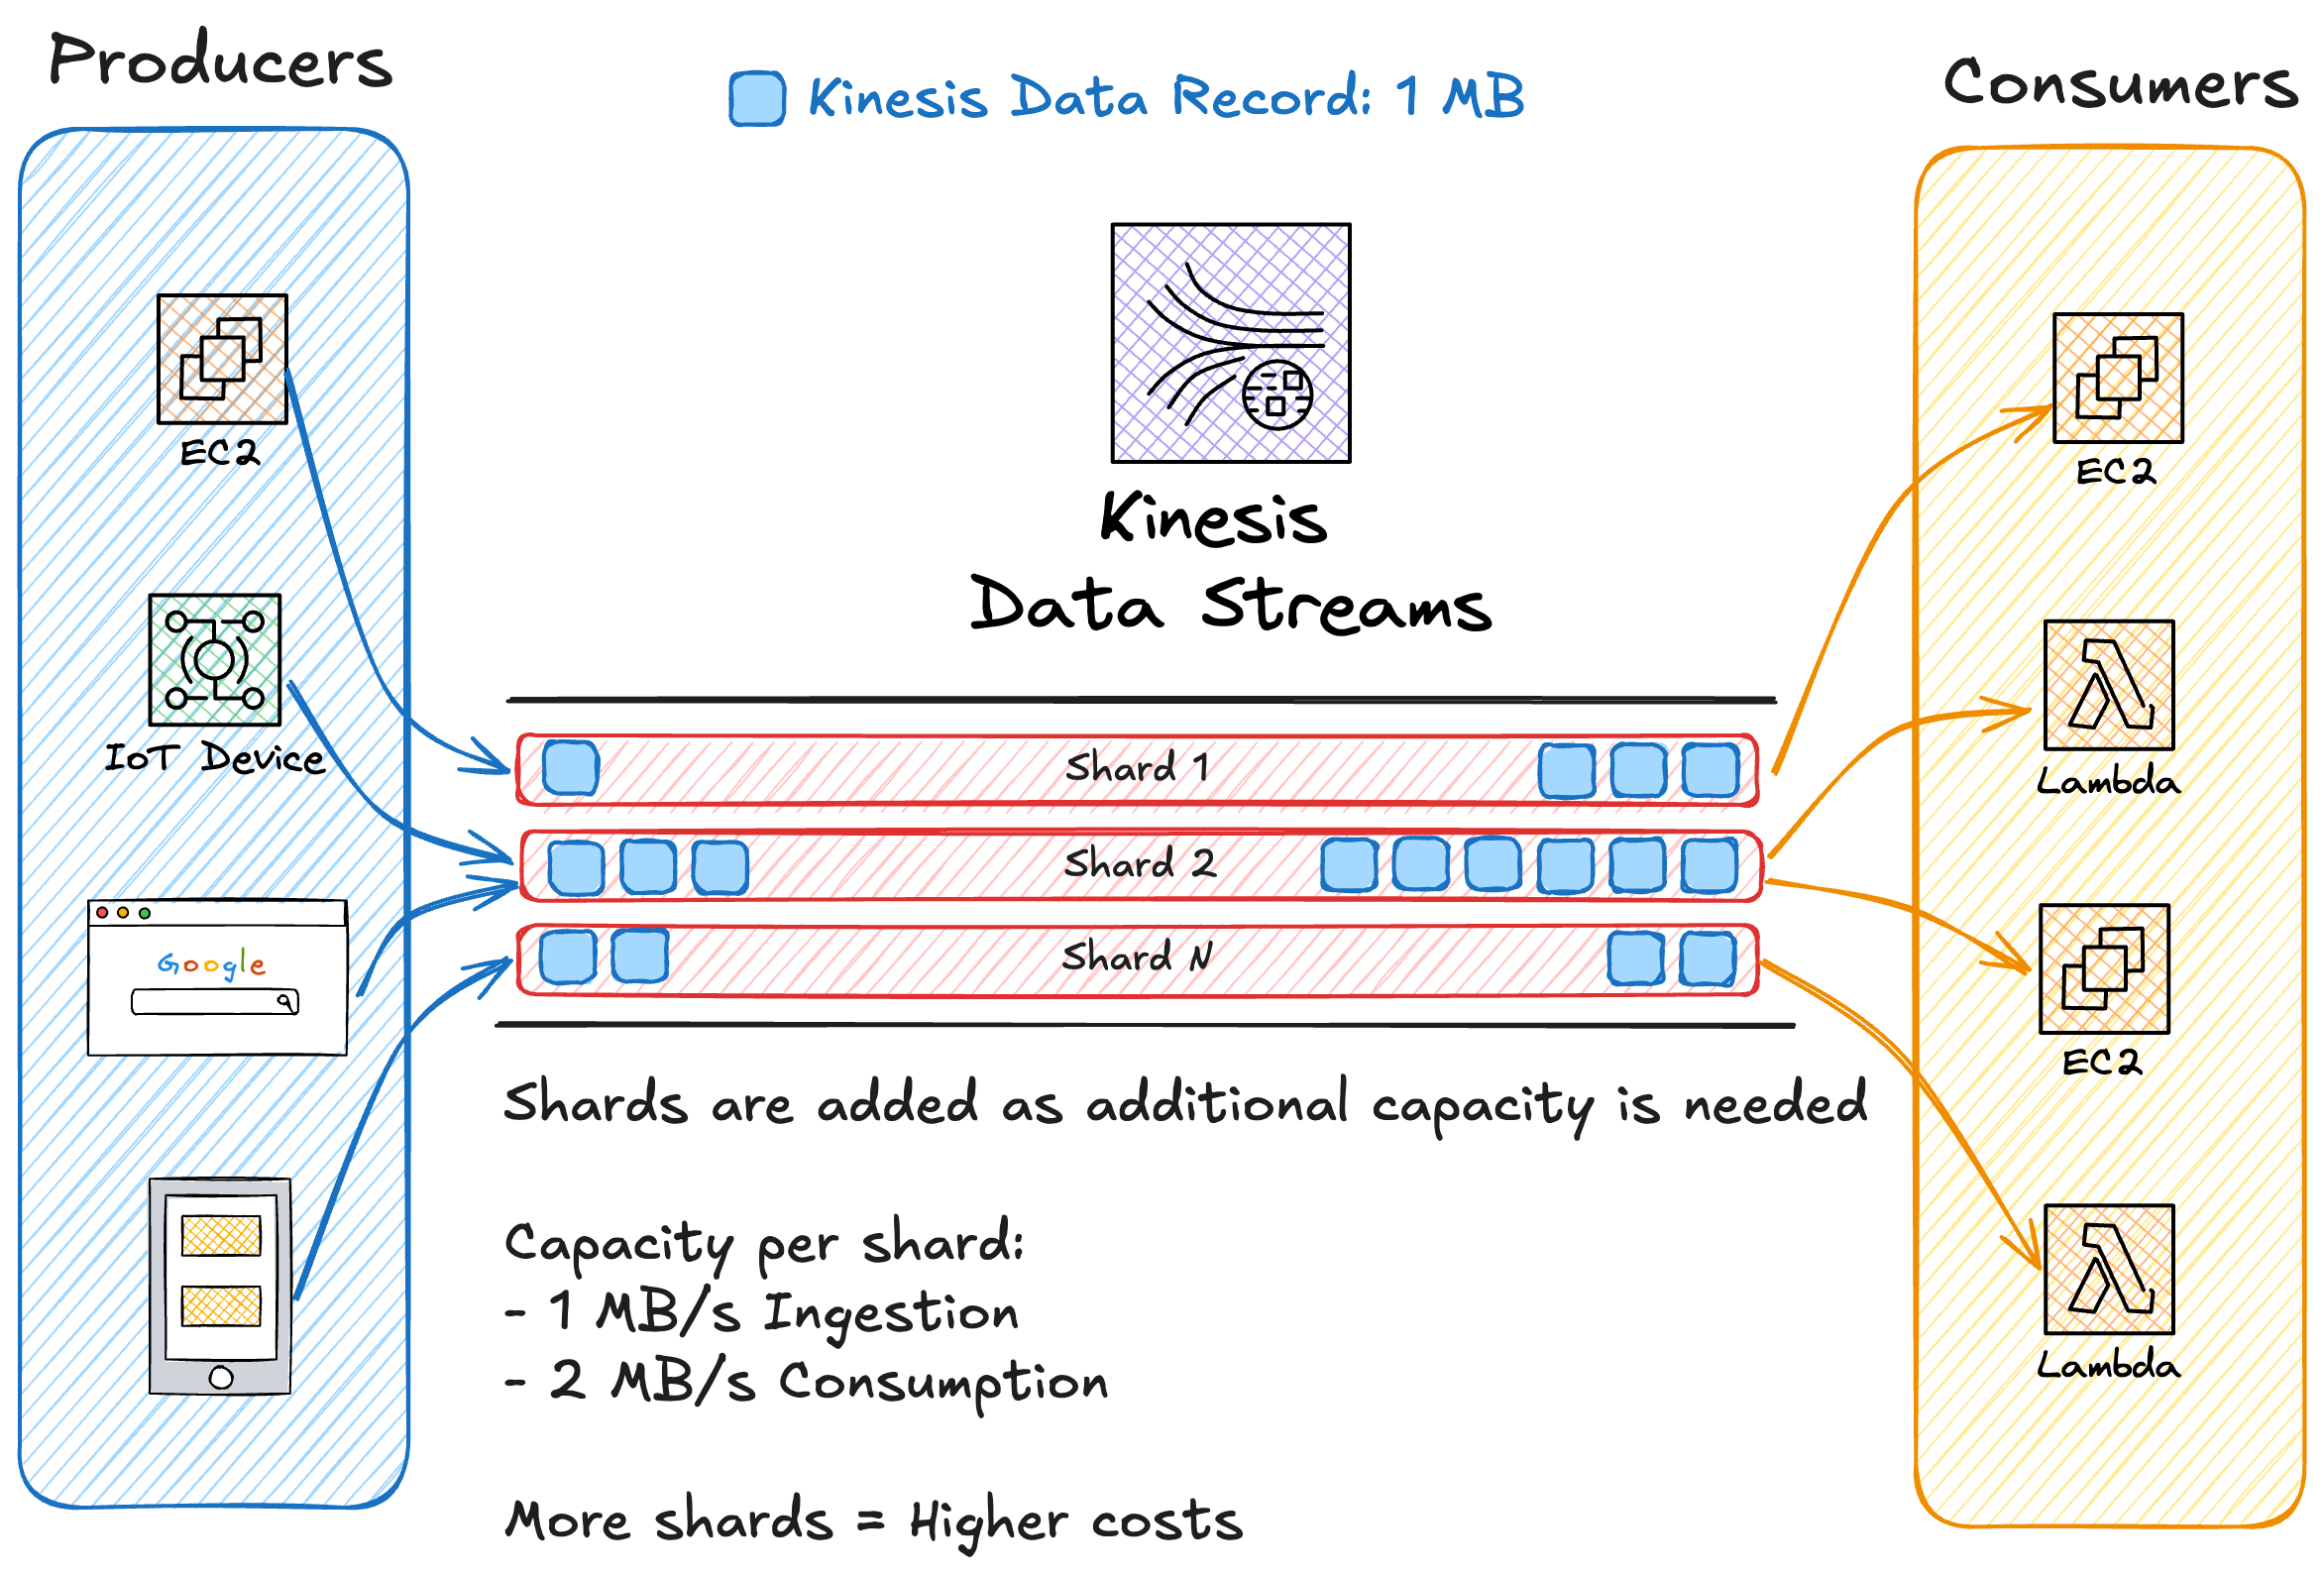 Producers
Kinesis Data Record: 1 MB
Consumers
EC2
IoT Device
Google
Kinesis
Data Streams
Shard 1
Shard 2
Shard N
Shards are added as additional capacity is needed
Capacity per shard:
- 1 MB/s Ingestion
- 2 MB/s Consumption
More shards = Higher costs
EC2
Lambda
EC2
Lambda